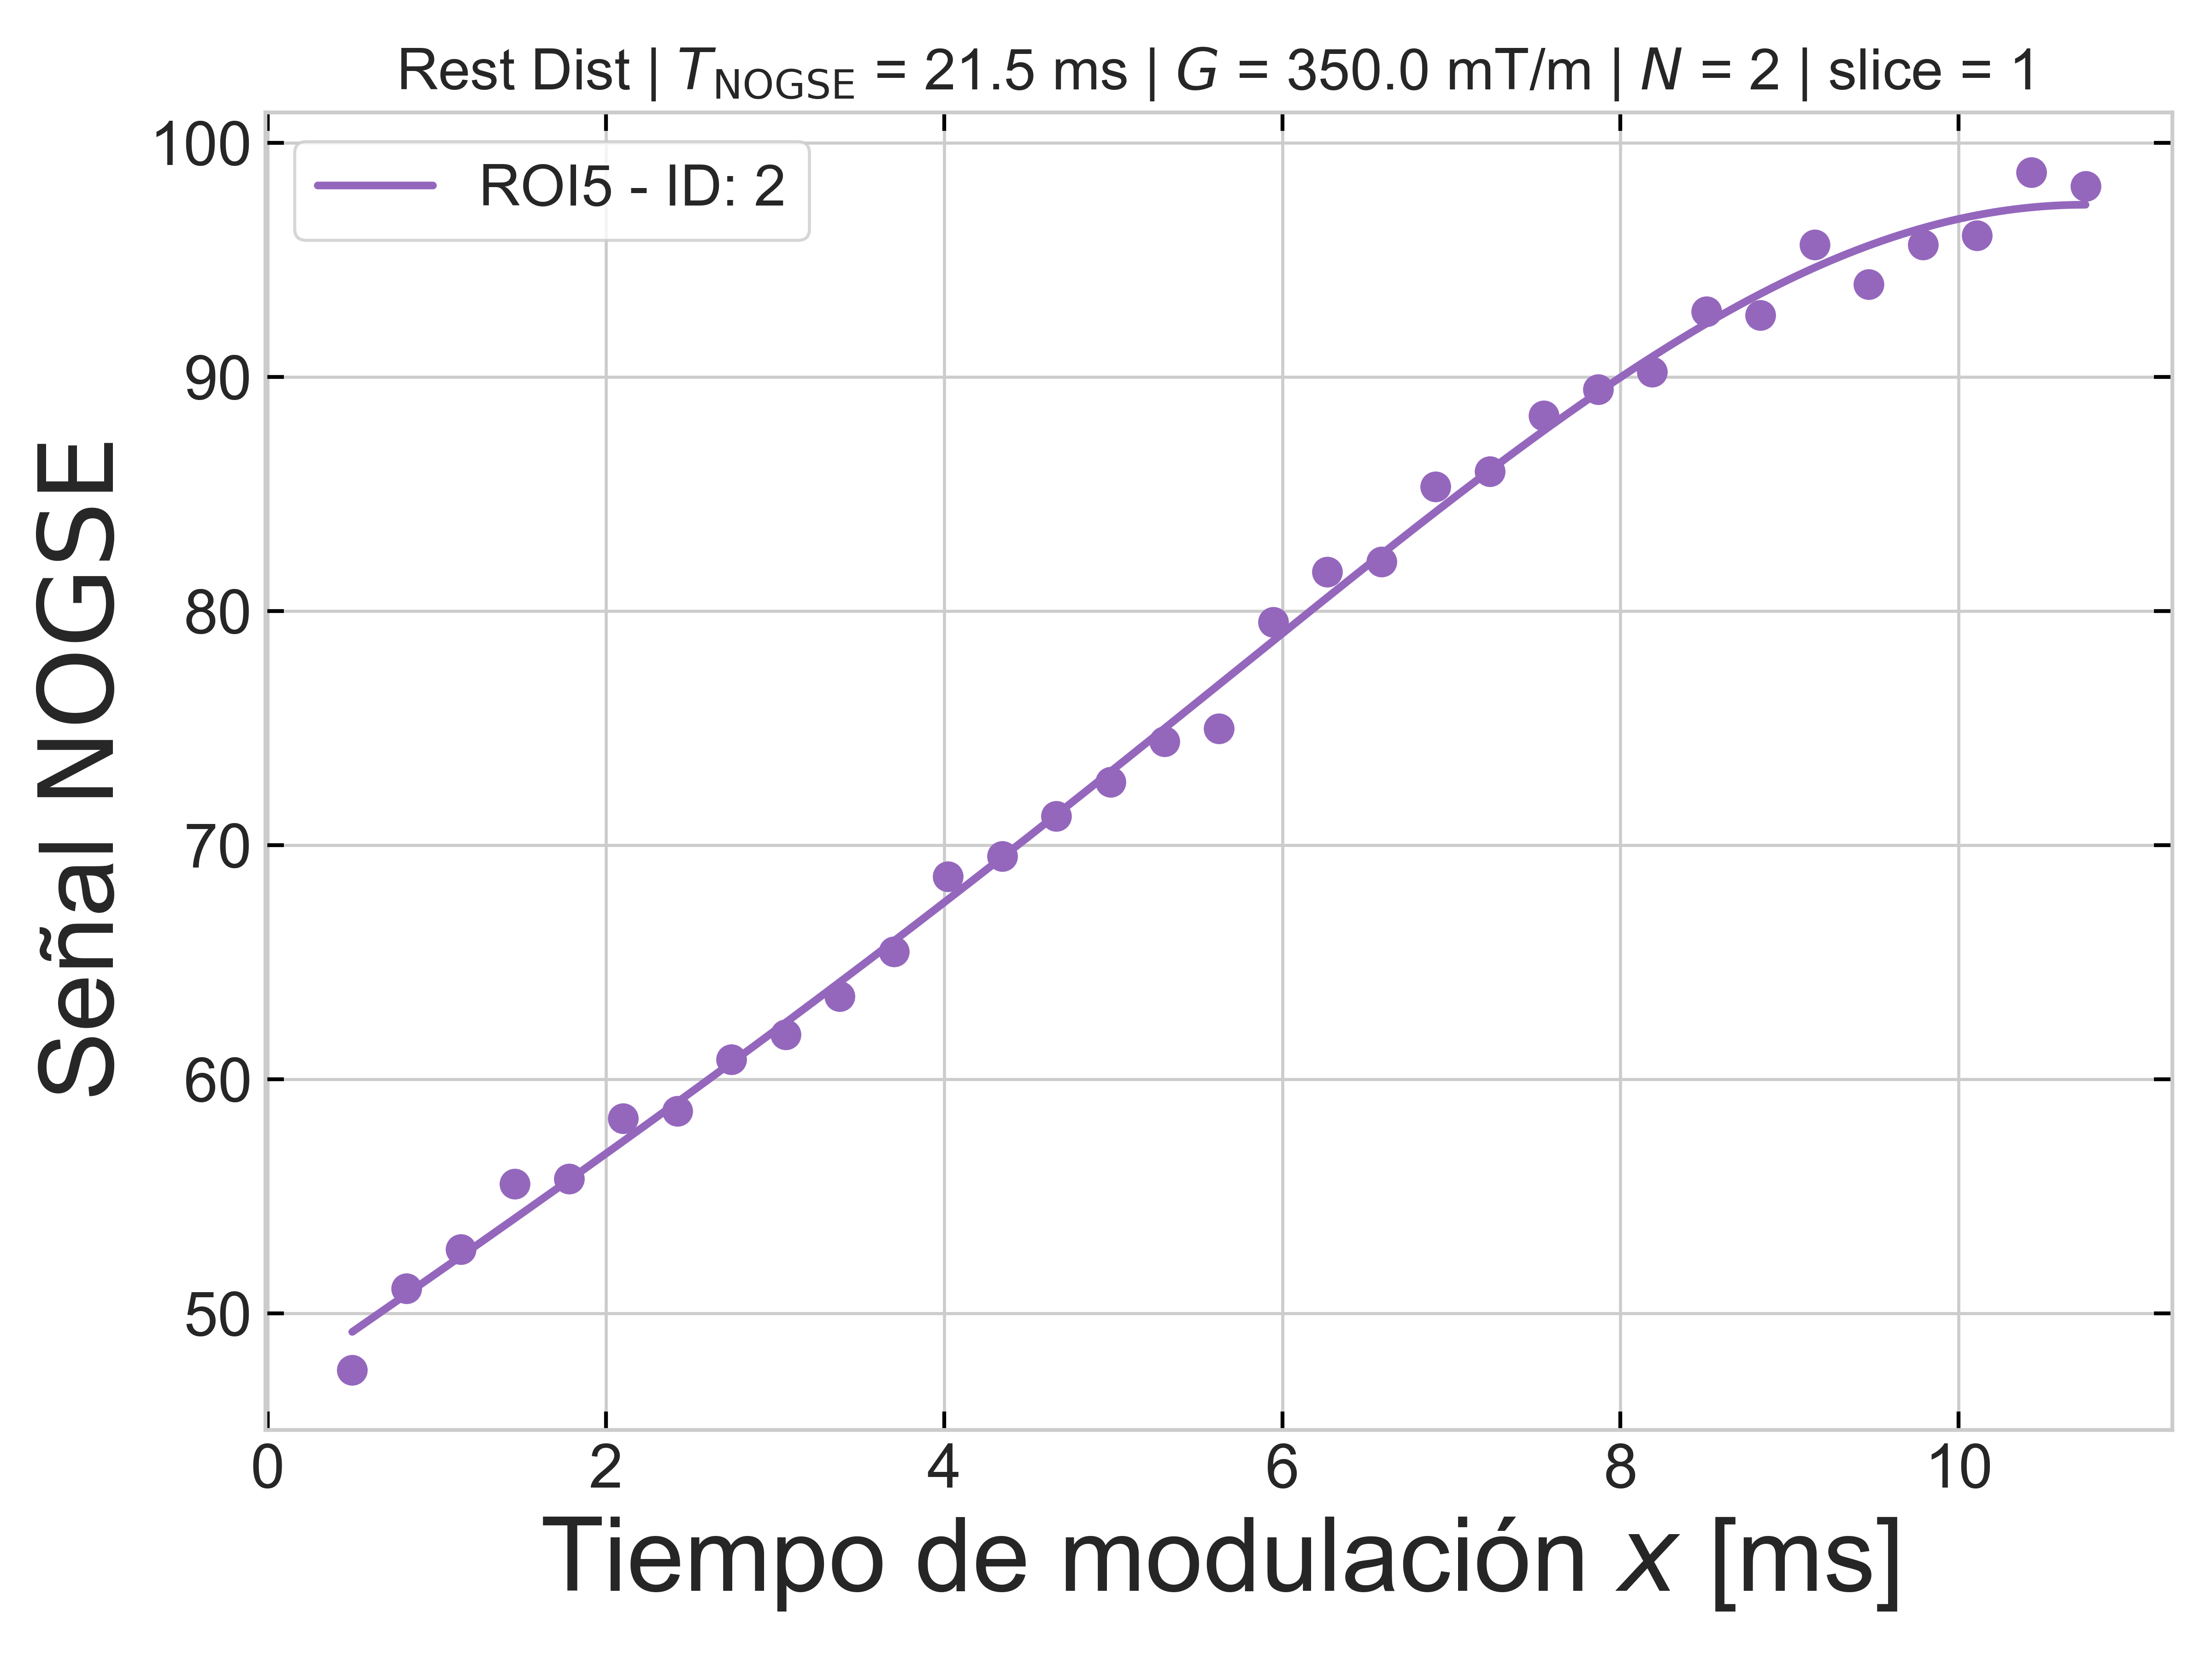 Rest Dist | T_NOGSE = 21.5 ms | G = 350.0 mT/m | N = 2 | slice = 1
ROI5 - ID: 2
100
90
80
70
60
50
Señal NOGSE
0 2 4 6 8 10
Tiempo de modulación x [ms]